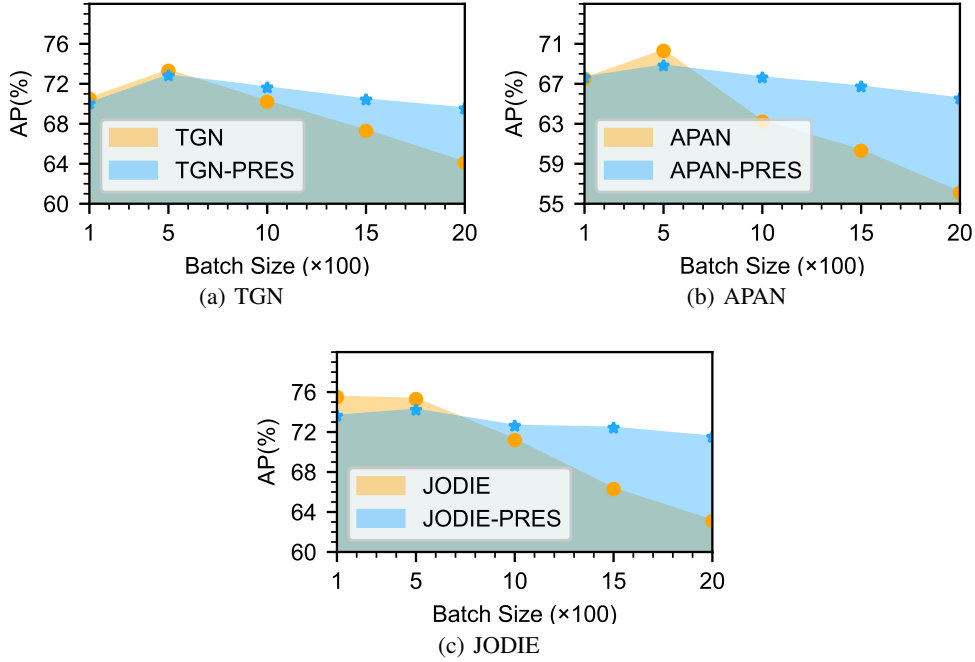 AP(%)
76
72
68
64
60
TGN
TGN-PRES
1 5 10 15 20
Batch Size (×100)
(a) TGN
AP(%)
71
67
63
59
55
APAN
APAN-PRES
1 5 10 15 20
Batch Size (×100)
(b) APAN
AP(%)
76
72
68
64
60
JODIE
JODIE-PRES
1 5 10 15 20
Batch Size (×100)
(c) JODIE